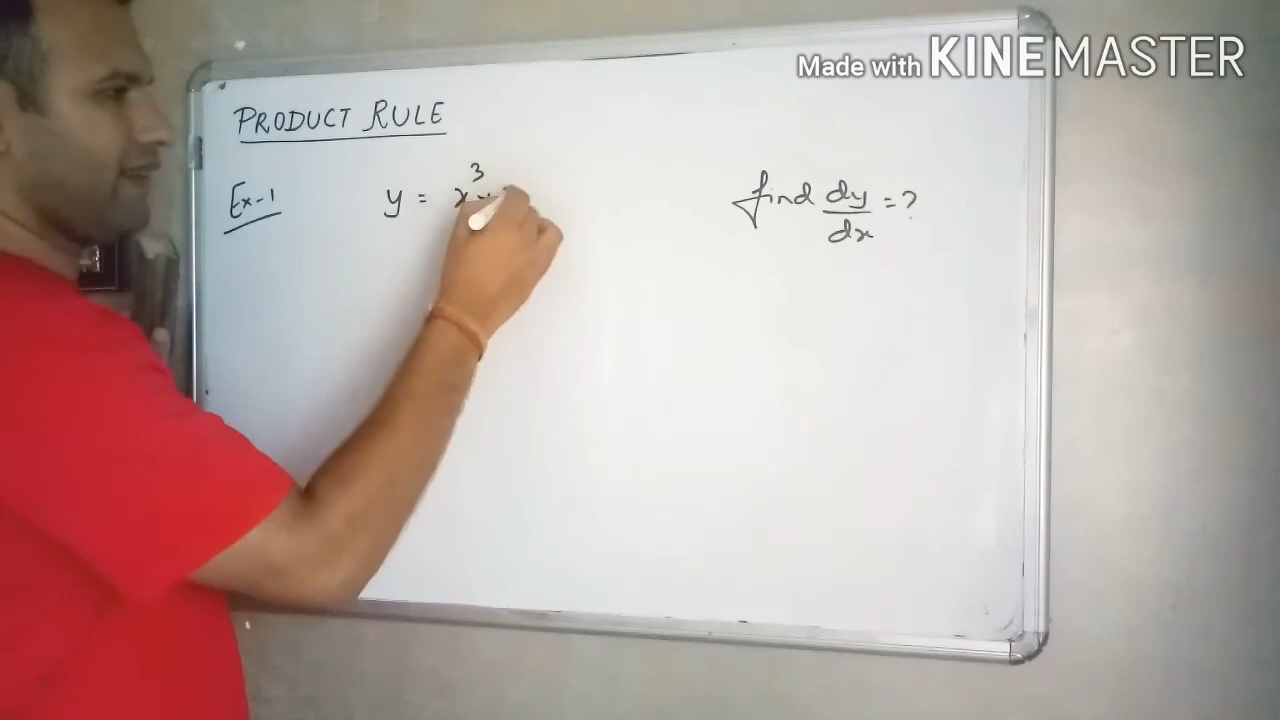 Made with KINEMASTER
PRODUCT RULE
Ex-1 y = x³ find dy/dx = ?